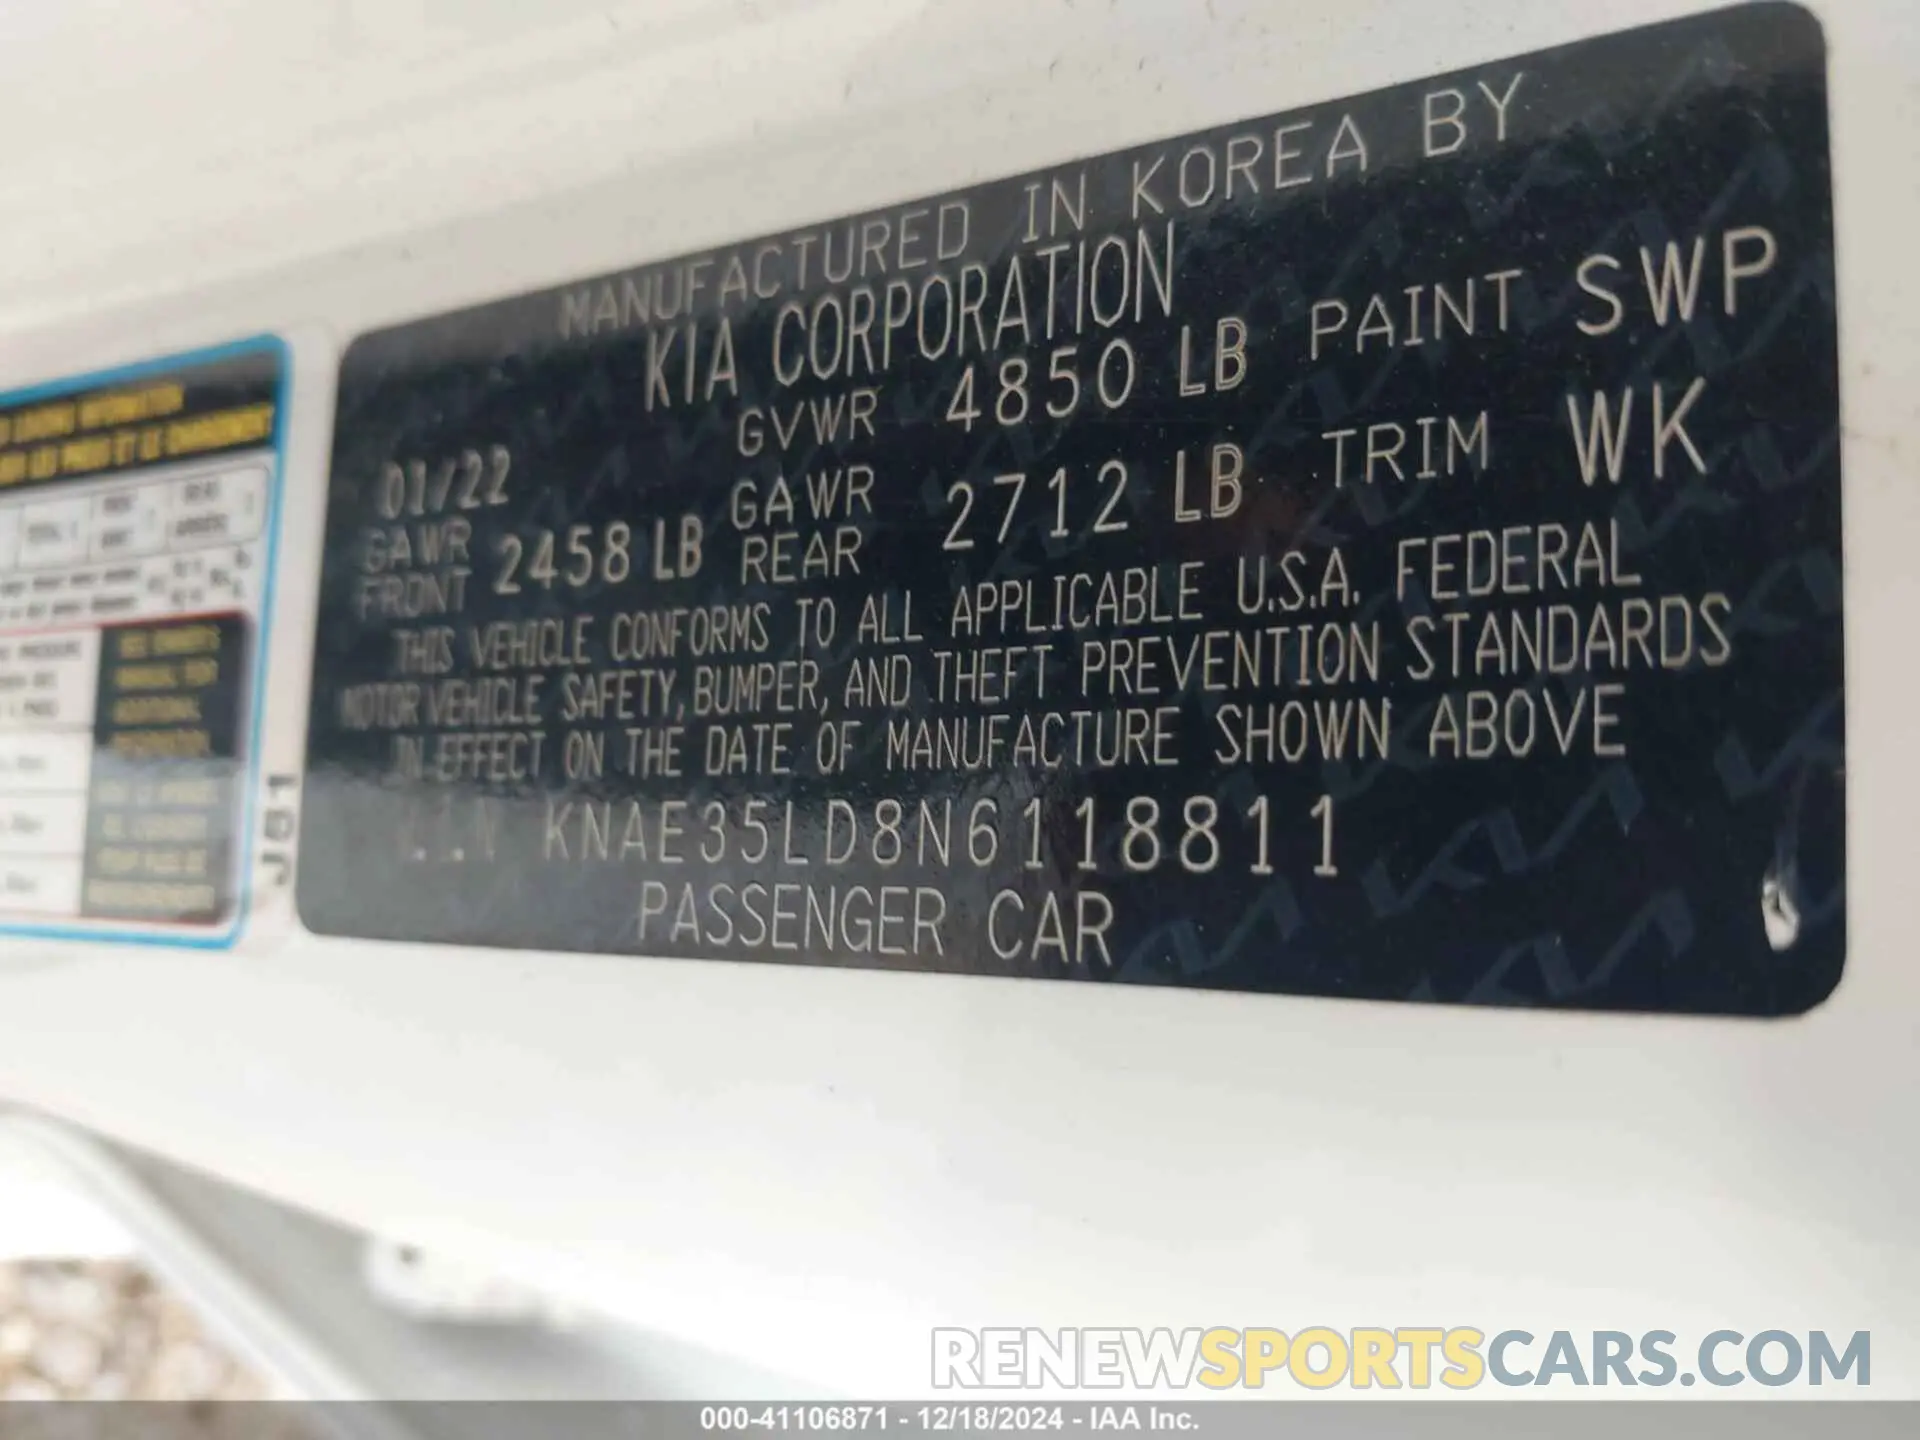 MANUFACTURED IN KOREA BY
KIA CORPORATION
01/22 GVWR 4850 LB PAINT SWP
GAWR FRONT 2458 LB GAWR REAR 2712 LB TRIM WK
THIS VEHICLE CONFORMS TO ALL APPLICABLE U.S.A. FEDERAL
MOTOR VEHICLE SAFETY, BUMPER, AND THEFT PREVENTION STANDARDS
IN EFFECT ON THE DATE OF MANUFACTURE SHOWN ABOVE
KNAE35LD8N6118811
PASSENGER CAR
RENEWSPORTSCARS.COM
000-41106871 - 12/18/2024 - IAA Inc.